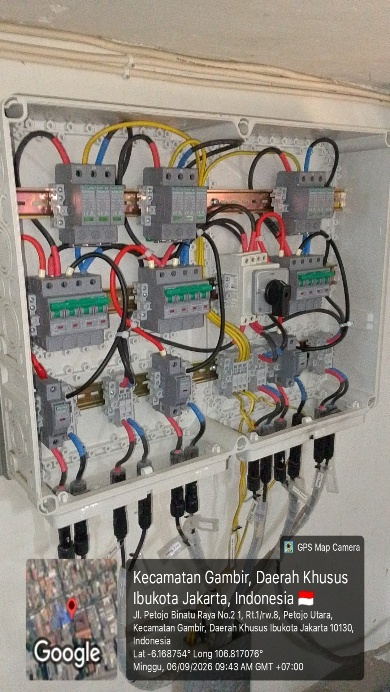 GPS Map Camera
Kecamatan Gambir, Daerah Khusus
Ibukota Jakarta, Indonesia 🇮🇩
Jl. Petojo Binatu Raya No.2 1, Rt.1/rw.8, Petojo Utara,
Kecamatan Gambir, Daerah Khusus Ibukota Jakarta 10130,
Indonesia
Lat -6.168754° Long 106.817076°
Minggu, 06/09/2026 09:43 AM GMT +07:00
Google